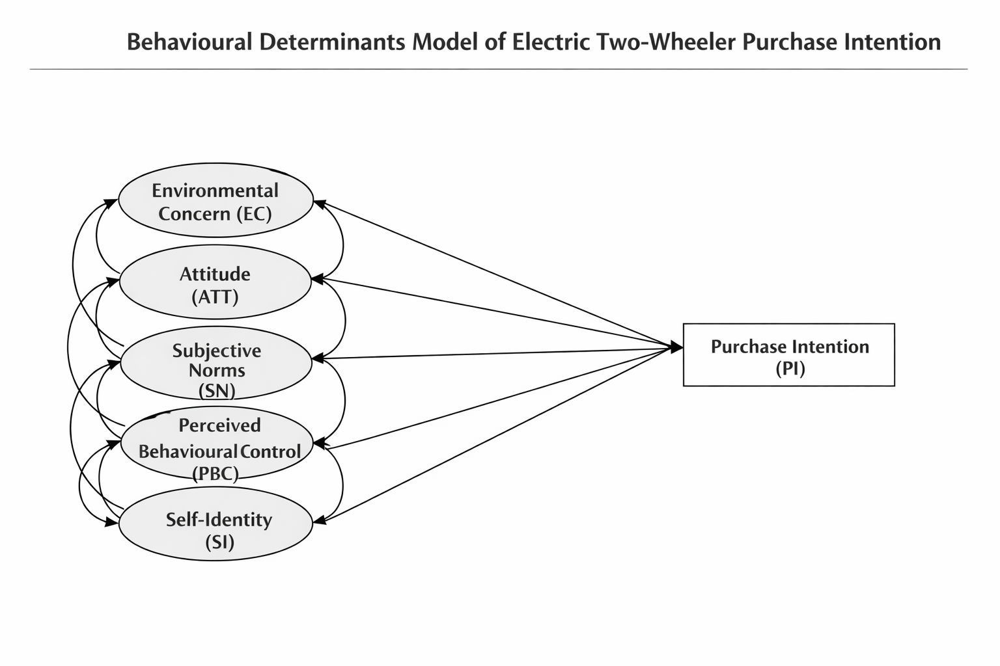 Behavioural Determinants Model of Electric Two-Wheeler Purchase Intention
Environmental
Concern (EC)
Attitude
(ATT)
Subjective
Norms
(SN)
Perceived
Behavioural Control
(PBC)
Self-Identity
(SI)
Purchase Intention
(PI)